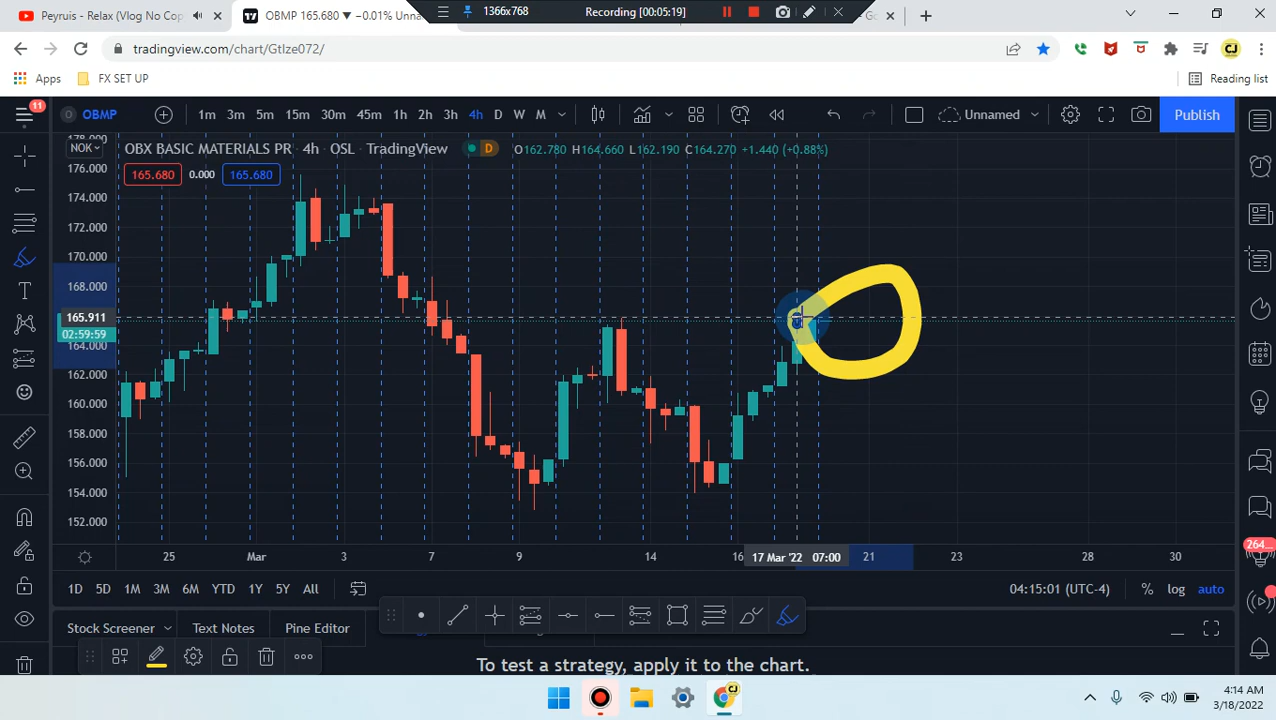 Peyruis - Relax (Vlog No Cop
OBMP 165.680 ▼ −0.01% Unna
1366x768
Recording [00:05:19]
tradingview.com/chart/GtIze072/
Apps
FX SET UP
Reading list
11
OBMP
1m 3m 5m 15m 30m 45m 1h 2h 3h 4h D W M
Unnamed
Publish
NOK
OBX BASIC MATERIALS PR · 4h · OSL · TradingView
D
O162.780 H164.660 L162.190 C164.270 +1.440 (+0.88%)
165.680 0.000 165.680
178.000
176.000
174.000
172.000
170.000
168.000
165.911
02:59:59
164.000
162.000
160.000
158.000
156.000
154.000
152.000
25 Mar 3 7 9 14 16 17 Mar '22 07:00 21 23 28 30
264...
1D 5D 1M 3M 6M YTD 1Y 5Y All
04:15:01 (UTC-4)
% log auto
Stock Screener Text Notes Pine Editor
To test a strategy, apply it to the chart.
CJ
4:14 AM
3/18/2022